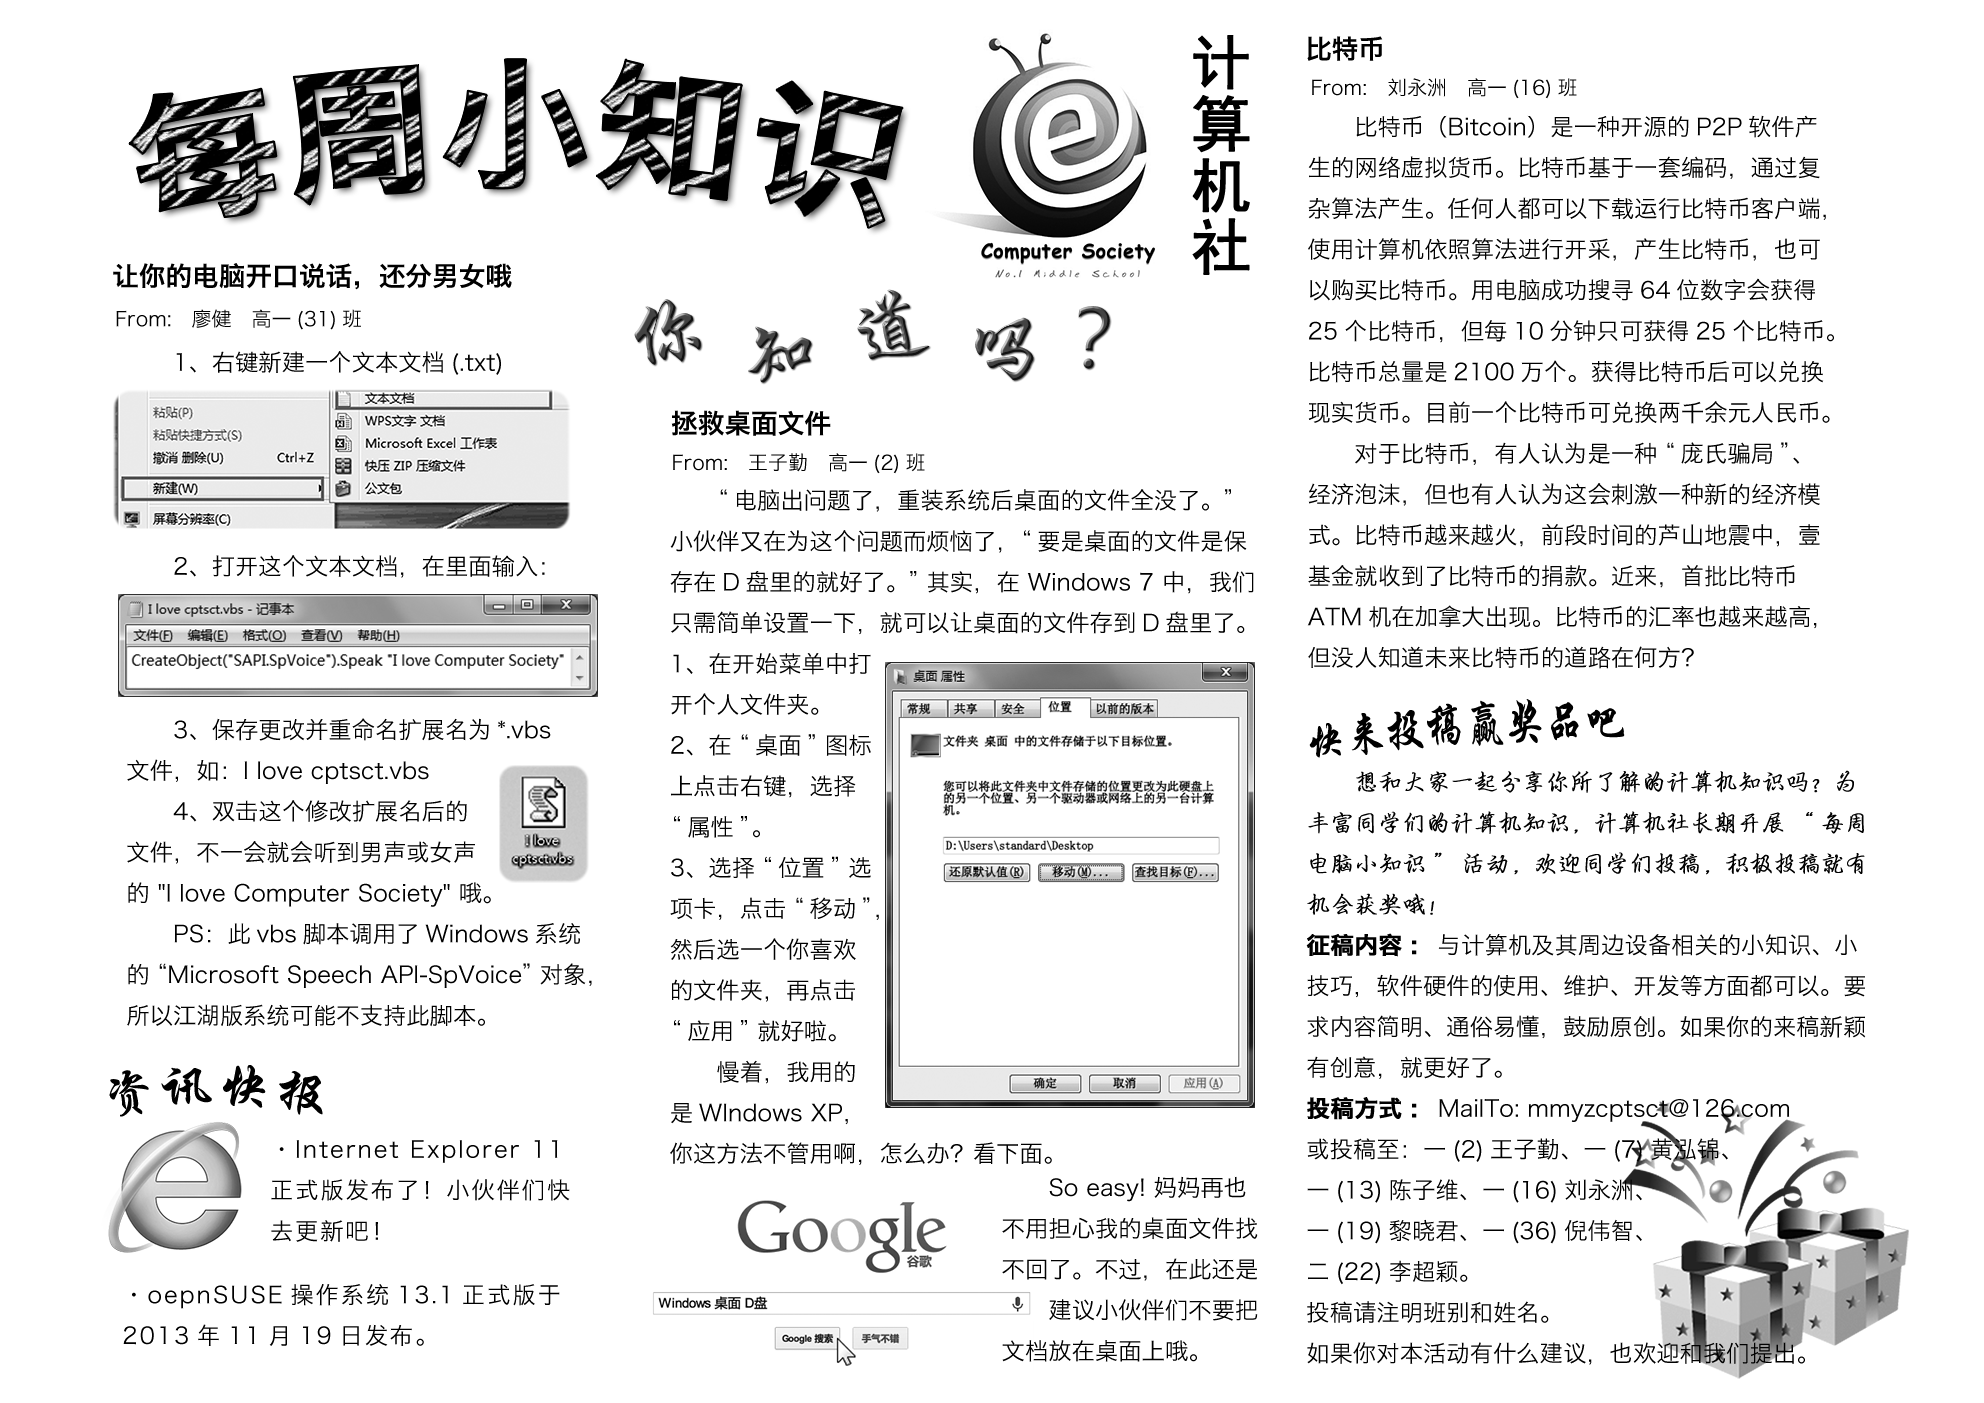 每周小知识
Computer Society
No.1 Middle School
计算机社
让你的电脑开口说话，还分男女哦
From: 廖健 高一 (31) 班
1、右键新建一个文本文档 (.txt)
粘贴(P)
粘贴快捷方式(S)
撤消 删除(U) Ctrl+Z
新建(W)
屏幕分辨率(C)
文本文档
WPS文字 文档
Microsoft Excel 工作表
快压 ZIP 压缩文件
公文包
2、打开这个文本文档，在里面输入：
I love cptsct.vbs - 记事本
文件(F) 编辑(E) 格式(O) 查看(V) 帮助(H)
CreateObject("SAPI.SpVoice").Speak "I love Computer Society"
3、保存更改并重命名扩展名为 *.vbs
文件，如：I love cptsct.vbs
4、双击这个修改扩展名后的
文件，不一会就会听到男声或女声
的 "I love Computer Society" 哦。
i love
cptsct.vbs
PS：此 vbs 脚本调用了 Windows 系统
的 “Microsoft Speech API-SpVoice” 对象，
所以江湖版系统可能不支持此脚本。
资讯快报
·Internet Explorer 11
正式版发布了！小伙伴们快
去更新吧！
·oepnSUSE 操作系统 13.1 正式版于
2013 年 11 月 19 日发布。
你知道吗？
拯救桌面文件
From: 王子勤 高一 (2) 班
“ 电脑出问题了，重装系统后桌面的文件全没了。”
小伙伴又在为这个问题而烦恼了，“ 要是桌面的文件是保
存在 D 盘里的就好了。” 其实，在 Windows 7 中，我们
只需简单设置一下，就可以让桌面的文件存到 D 盘里了。
1、在开始菜单中打
开个人文件夹。
2、在 “ 桌面 ” 图标
上点击右键，选择
“ 属性 ”。
3、选择 “ 位置 ” 选
项卡，点击 “ 移动 ”，
然后选一个你喜欢
的文件夹，再点击
“ 应用 ” 就好啦。
慢着，我用的
是 WIndows XP，
你这方法不管用啊，怎么办？看下面。
桌面 属性
常规 共享 安全 位置 以前的版本
文件夹 桌面 中的文件存储于以下目标位置。
您可以将此文件夹中文件存储的位置更改为此硬盘上
的另一个位置、另一个驱动器或网络上的另一台计算
机。
D:\Users\standard\Desktop
还原默认值(R) 移动(M)... 查找目标(F)...
确定 取消 应用(A)
Google
谷歌
Windows 桌面 D盘
Google 搜索 手气不错
So easy! 妈妈再也
不用担心我的桌面文件找
不回了。不过，在此还是
建议小伙伴们不要把
文档放在桌面上哦。
比特币
From: 刘永洲 高一 (16) 班
比特币（Bitcoin）是一种开源的 P2P 软件产
生的网络虚拟货币。比特币基于一套编码，通过复
杂算法产生。任何人都可以下载运行比特币客户端，
使用计算机依照算法进行开采，产生比特币，也可
以购买比特币。用电脑成功搜寻 64 位数字会获得
25 个比特币，但每 10 分钟只可获得 25 个比特币。
比特币总量是 2100 万个。获得比特币后可以兑换
现实货币。目前一个比特币可兑换两千余元人民币。
对于比特币，有人认为是一种 “ 庞氏骗局 ”、
经济泡沫，但也有人认为这会刺激一种新的经济模
式。比特币越来越火，前段时间的芦山地震中，壹
基金就收到了比特币的捐款。近来，首批比特币
ATM 机在加拿大出现。比特币的汇率也越来越高，
但没人知道未来比特币的道路在何方？
快来投稿赢奖品吧
想和大家一起分享你所了解的计算机知识吗？为
丰富同学们的计算机知识，计算机社长期开展 “ 每周
电脑小知识 ” 活动，欢迎同学们投稿，积极投稿就有
机会获奖哦！
征稿内容： 与计算机及其周边设备相关的小知识、小
技巧，软件硬件的使用、维护、开发等方面都可以。要
求内容简明、通俗易懂，鼓励原创。如果你的来稿新颖
有创意，就更好了。
投稿方式： MailTo: mmyzcptsct@126.com
或投稿至：一 (2) 王子勤、一 (7) 黄泓锦、
一 (13) 陈子维、一 (16) 刘永洲、
一 (19) 黎晓君、一 (36) 倪伟智、
二 (22) 李超颖。
投稿请注明班别和姓名。
如果你对本活动有什么建议，也欢迎和我们提出。